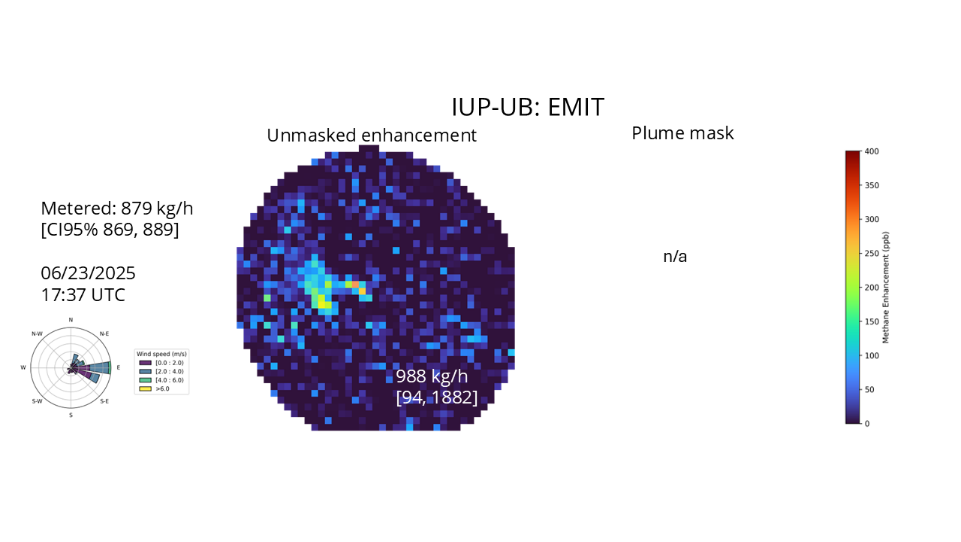 IUP-UB: EMIT
Unmasked enhancement
Plume mask
Metered: 879 kg/h
[CI95% 869, 889]
06/23/2025
17:37 UTC
N
N-E
E
S-E
S
S-W
W
N-W
Wind speed (m/s)
[0.0 : 2.0)
[2.0 : 4.0)
[4.0 : 6.0)
>6.0
988 kg/h
[94, 1882]
n/a
400
350
300
250
200
150
100
50
0
Methane Enhancement (ppb)